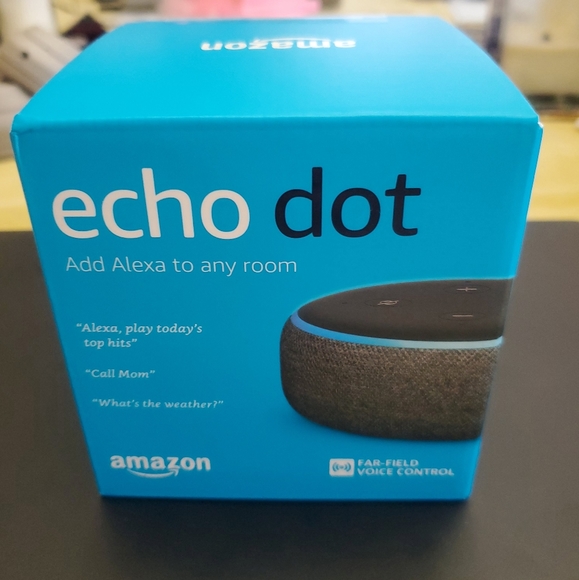 amazon
echo dot
Add Alexa to any room
"Alexa, play today's
top hits"
"Call Mom"
"What's the weather?"
amazon
FAR-FIELD
VOICE CONTROL